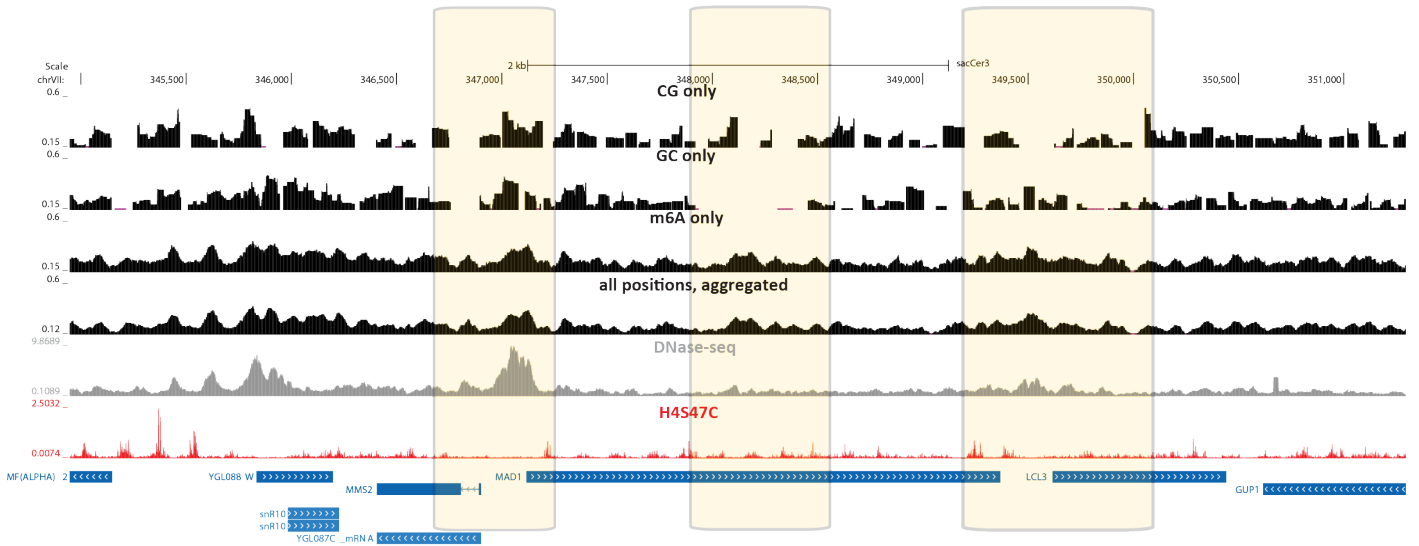 Scale
2 kb
sacCer3
chrVII:
345,500
346,000
346,500
347,000
347,500
348,000
348,500
349,000
349,500
350,000
350,500
351,000
0.6 _
CG only
0.15 _
0.6 _
GC only
0.15 _
0.6 _
m6A only
0.15 _
0.6 _
all positions, aggregated
0.12 _
9.8689 _
DNase-seq
0.1089 _
2.5032 _
H4S47C
0.0074 _
MF(ALPHA) 2
YGL088 W
MAD1
LCL3
MMS2
GUP1
snR10
snR10
YGL087C _mRNA